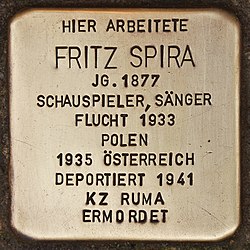 HIER ARBEITETE
FRITZ SPIRA
JG. 1877
SCHAUSPIELER, SÄNGER
FLUCHT 1933
POLEN
1935 ÖSTERREICH
DEPORTIERT 1941
KZ RUMA
ERMORDET